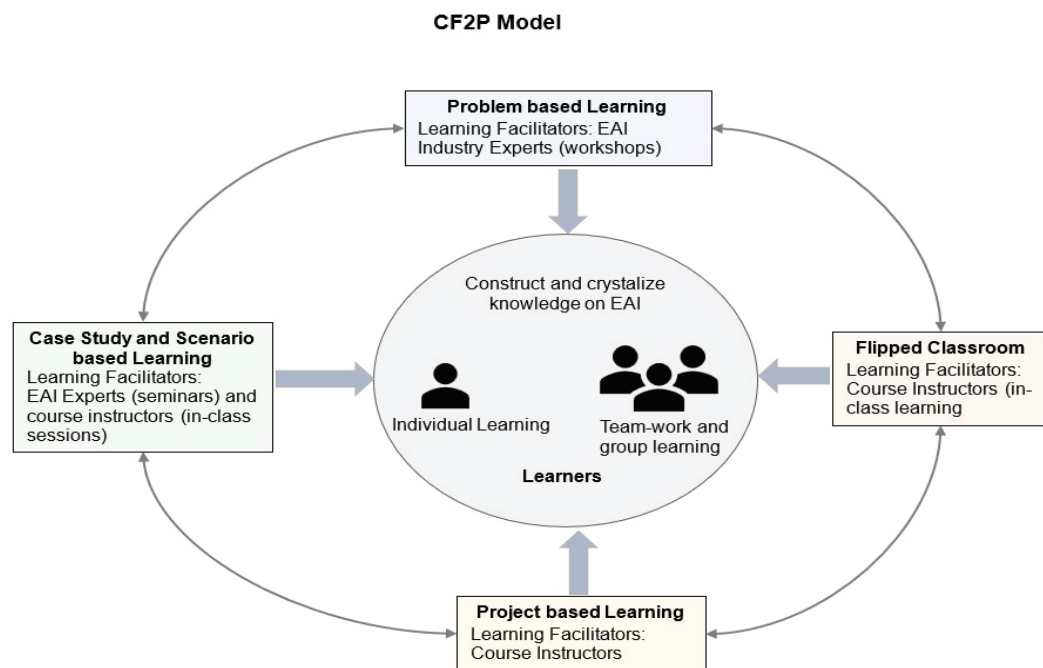 CF2P Model
Problem based Learning
Learning Facilitators: EAI
Industry Experts (workshops)
Construct and crystalize
knowledge on EAI
Case Study and Scenario
based Learning
Learning Facilitators:
EAI Experts (seminars) and
course instructors (in-class
sessions)
Individual Learning
Team-work and
group learning
Learners
Flipped Classroom
Learning Facilitators:
Course Instructors (in-
class learning
Project based Learning
Learning Facilitators:
Course Instructors